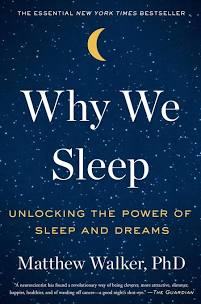 THE ESSENTIAL NEW YORK TIMES BESTSELLER
Why We
Sleep
UNLOCKING THE POWER OF
SLEEP AND DREAMS
Matthew Walker, PhD
"A neuroscientist has found a revolutionary way of being cleverer, more attractive, slimmer,
happier, healthier, and of warding off cancer—a good night's shut-eye." —THE GUARDIAN